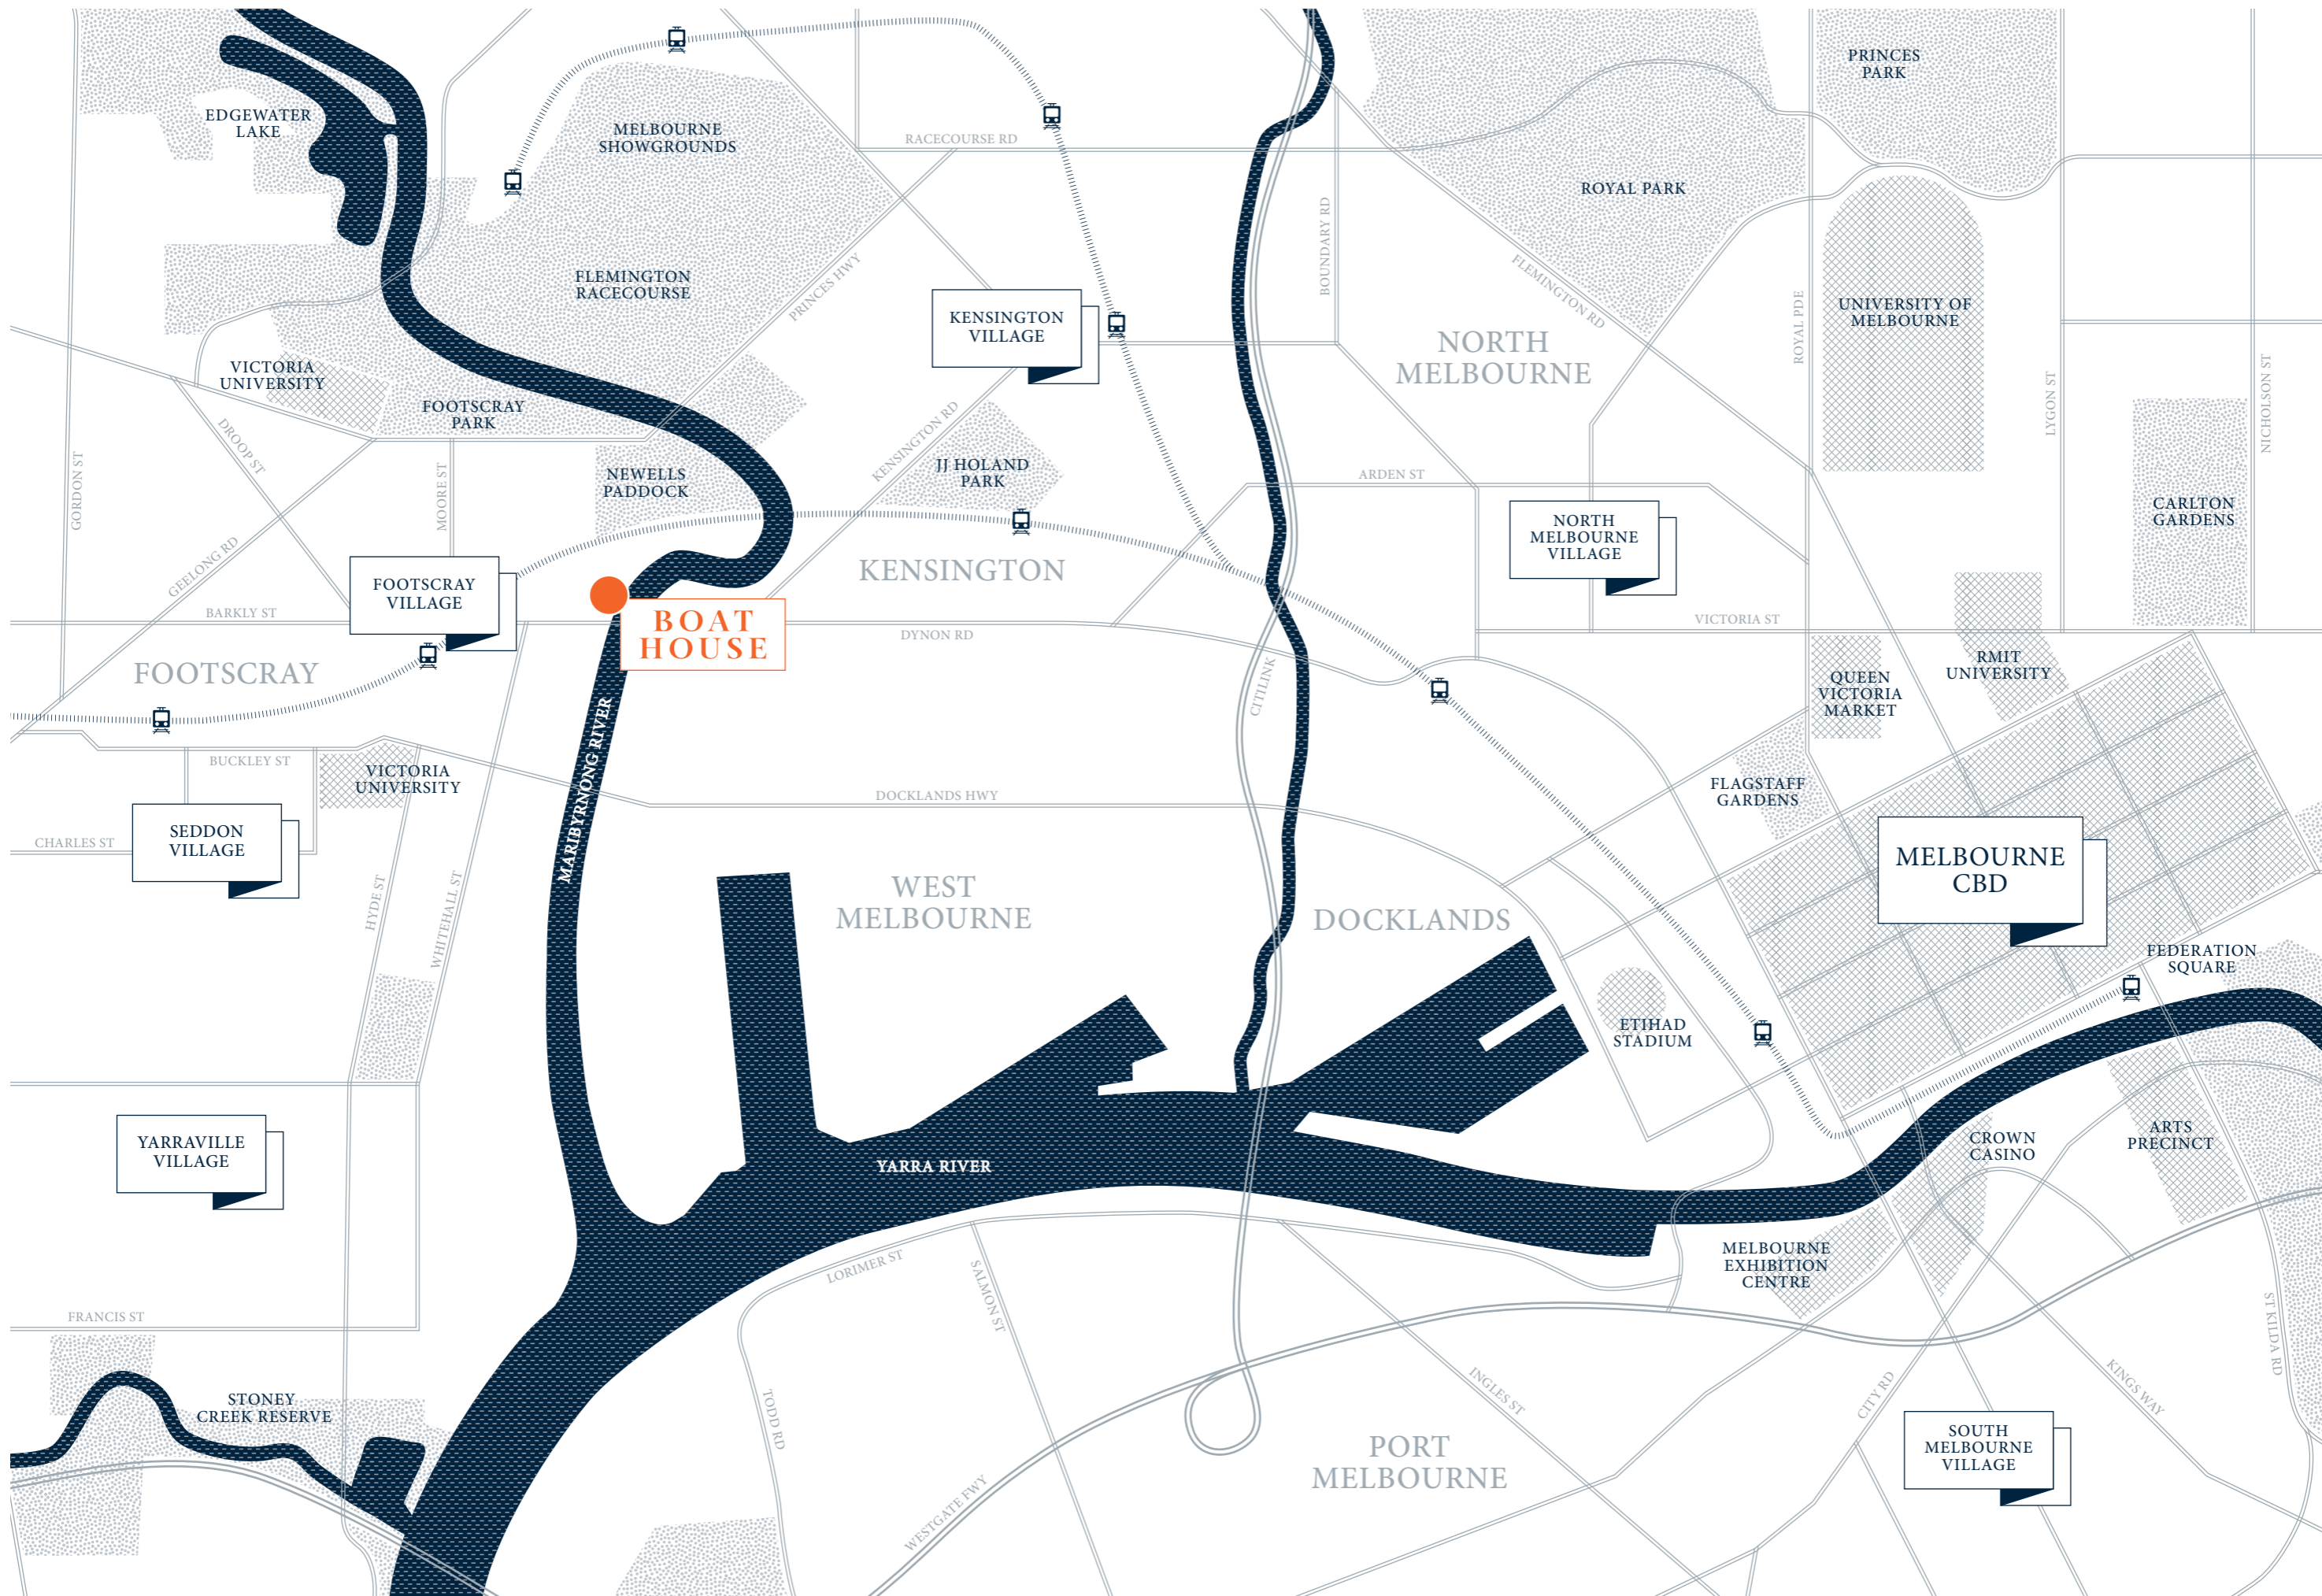 PRINCES
PARK
EDGEWATER
LAKE
MELBOURNE
SHOWGROUNDS
RACECOURSE RD
ROYAL PARK
BOUNDARY RD
FLEMINGTON
RACECOURSE
PRINCES HWY
FLEMINGTON RD
KENSINGTON
VILLAGE
NORTH
MELBOURNE
ROYAL PDE
UNIVERSITY OF
MELBOURNE
LYGON ST
NICHOLSON ST
VICTORIA
UNIVERSITY
FOOTSCRAY
PARK
DROOP ST
GORDON ST
MOORE ST
NEWELLS
PADDOCK
KENSINGTON RD
JJ HOLAND
PARK
ARDEN ST
CARLTON
GARDENS
NORTH
MELBOURNE
VILLAGE
GEELONG RD
KENSINGTON
FOOTSCRAY
VILLAGE
BARKLY ST
BOAT
HOUSE
DYNON RD
VICTORIA ST
FOOTSCRAY
CITILINK
QUEEN
VICTORIA
MARKET
RMIT
UNIVERSITY
MARIBYRNONG RIVER
BUCKLEY ST
VICTORIA
UNIVERSITY
DOCKLANDS HWY
FLAGSTAFF
GARDENS
SEDDON
VILLAGE
CHARLES ST
HYDE ST
WHITEHALL ST
WEST
MELBOURNE
DOCKLANDS
MELBOURNE
CBD
FEDERATION
SQUARE
ETIHAD
STADIUM
YARRAVILLE
VILLAGE
YARRA RIVER
CROWN
CASINO
ARTS
PRECINCT
LORIMER ST
SALMON ST
MELBOURNE
EXHIBITION
CENTRE
FRANCIS ST
ST KILDA RD
STONEY
CREEK RESERVE
TODD RD
INGLES ST
CITY RD
KINGS WAY
PORT
MELBOURNE
SOUTH
MELBOURNE
VILLAGE
WESTGATE FWY